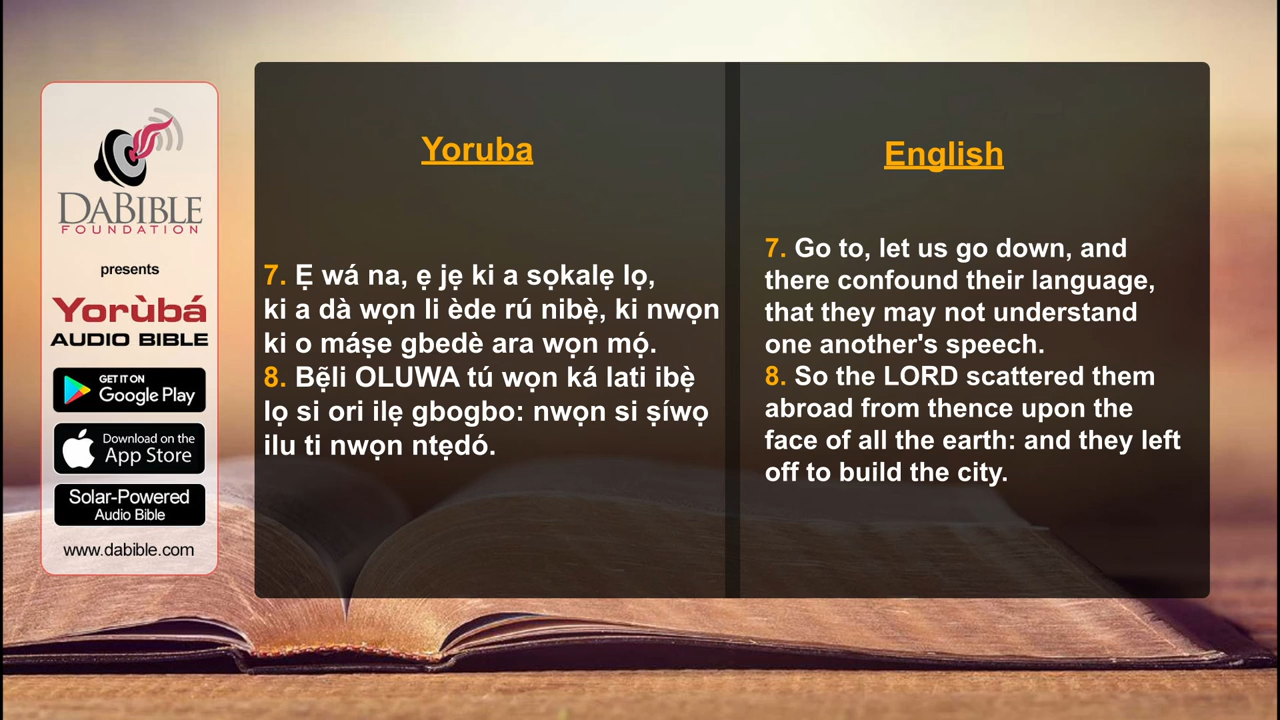 DABIBLE
FOUNDATION
presents
Yorùbá
AUDIO BIBLE
GET IT ON
Google Play
Download on the
App Store
Solar-Powered
Audio Bible
www.dabible.com
Yoruba
7. Ẹ wá na, ẹ jẹ ki a sọkalẹ lọ,
ki a dà wọn li ède rú nibẹ̀, ki nwọn
ki o máṣe gbedè ara wọn mọ́.
8. Bẹ̃li OLUWA tú wọn ká lati ibẹ̀
lọ si ori ilẹ gbogbo: nwọn si ṣíwọ
ilu ti nwọn ntẹdó.
English
7. Go to, let us go down, and
there confound their language,
that they may not understand
one another's speech.
8. So the LORD scattered them
abroad from thence upon the
face of all the earth: and they left
off to build the city.